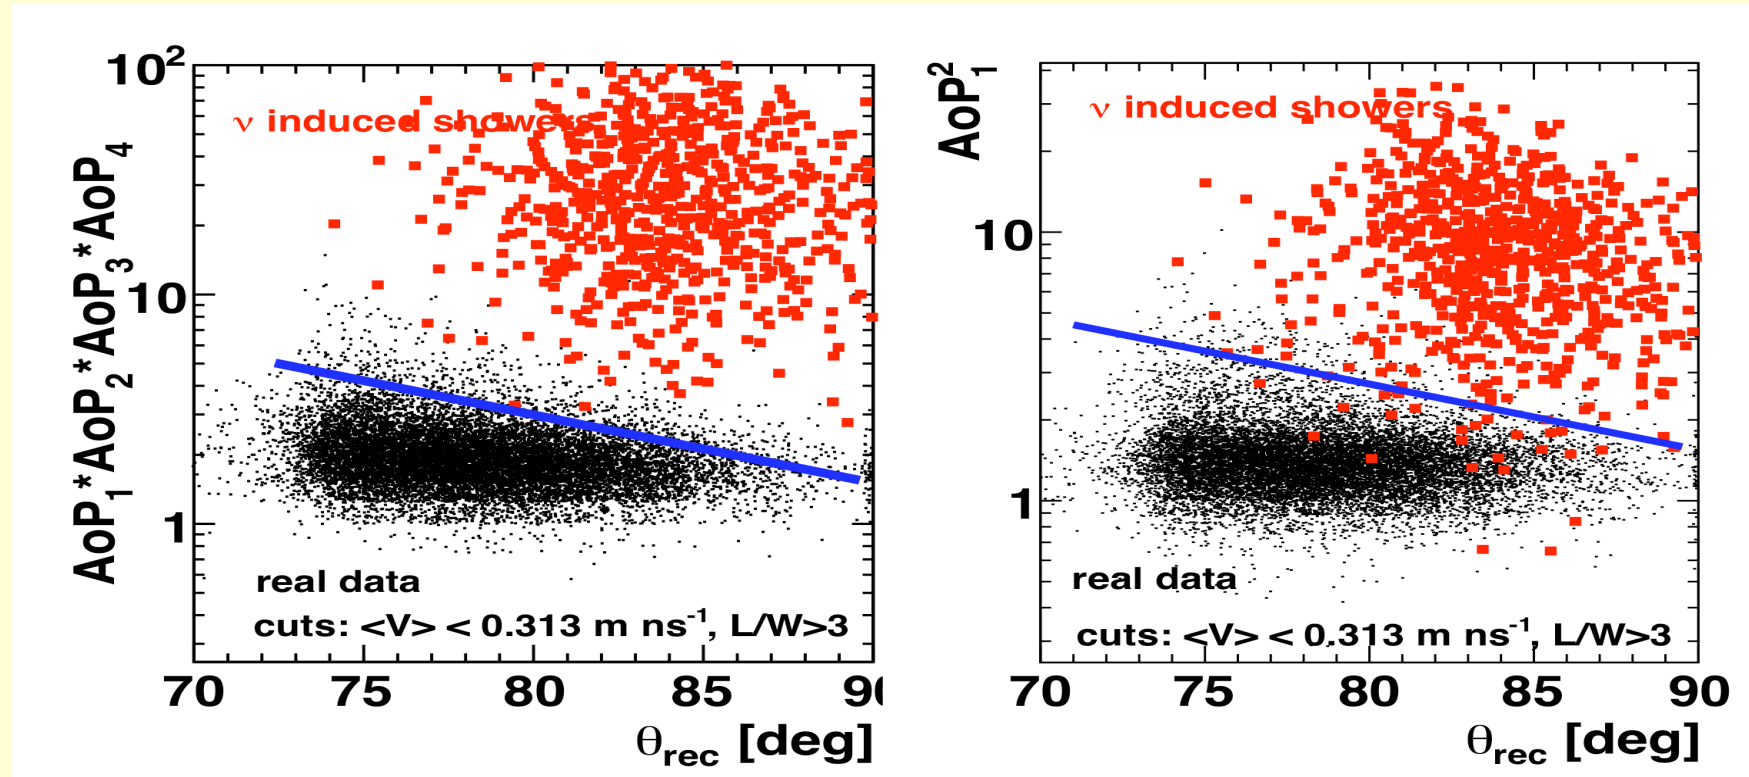 AoP₁*AoP₂*AoP₃*AoP₄
10²
10
1
ν induced showers
real data
cuts: <V> < 0.313 m ns⁻¹, L/W>3
70 75 80 85 90
θrec [deg]
AoP₁²
10
1
ν induced showers
real data
cuts: <V> < 0.313 m ns⁻¹, L/W>3
70 75 80 85 90
θrec [deg]